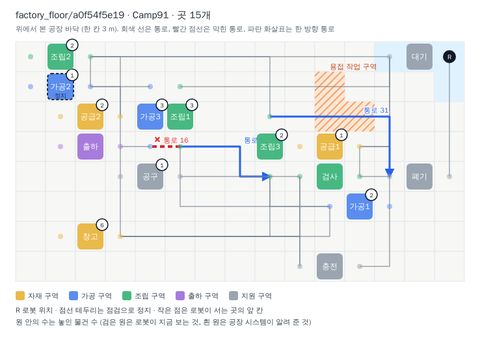 factory_floor/a0f54f5e19 · Camp91 · 곳 15개
위에서 본 공장 바닥 (한 칸 3 m). 회색 선은 통로, 빨간 점선은 막힌 통로, 파란 화살표는 한 방향 통로
조립2 2
대기
R
용접 작업 구역
가공2 1
정지
통로 31
공급2 2
가공3 3
조립1 3
출하
✖ 통로 16
통로
조립3 2
공급1 1
공구 1
검사
폐기
가공1 2
창고 6
충전
자재 구역
가공 구역
조립 구역
출하 구역
지원 구역
R 로봇 위치 · 점선 테두리는 점검으로 정지 · 작은 점은 로봇이 서는 곳의 앞 칸
원 안의 수는 놓인 물건 수 (검은 원은 로봇이 지금 보는 것, 흰 원은 공장 시스템이 알려 준 것)